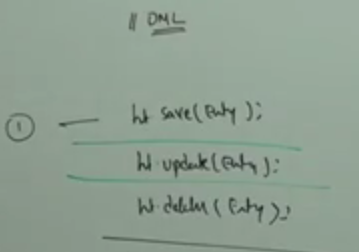 // DML
① — ht.save(Entity);
ht.update(Entity);
ht.delete(Entity);